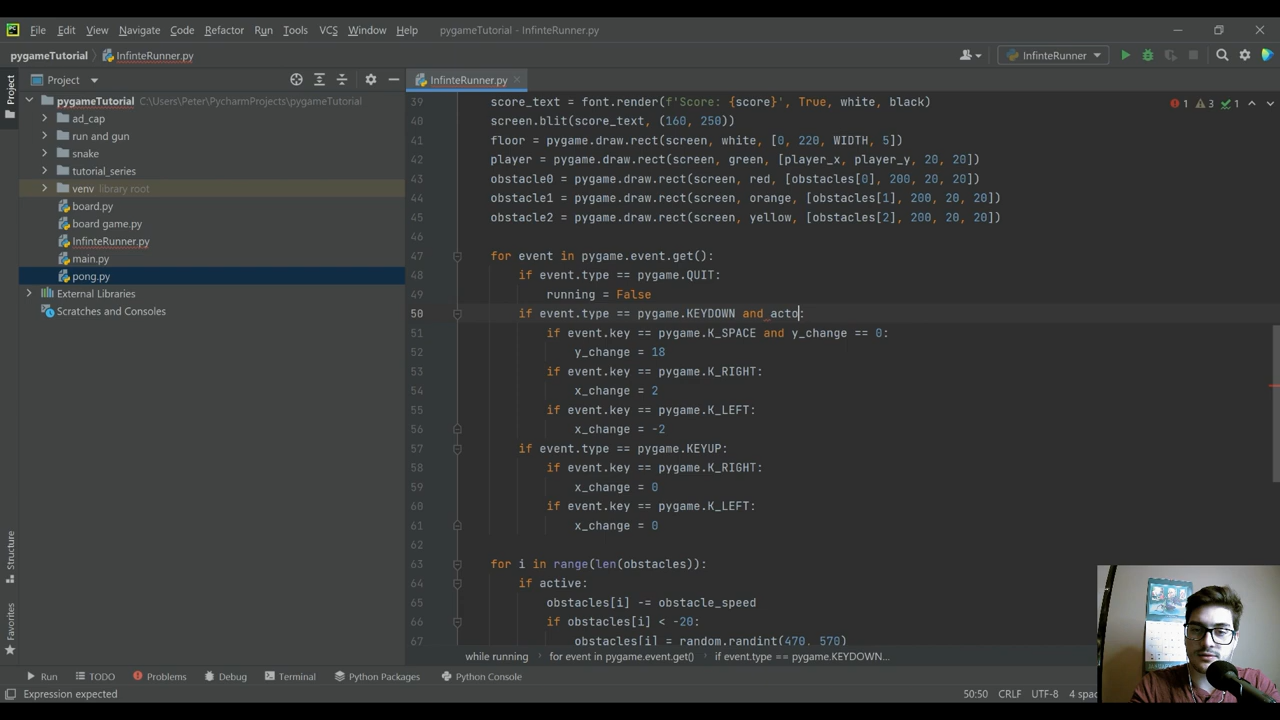 File Edit View Navigate Code Refactor Run Tools VCS Window Help pygameTutorial - InfinteRunner.py
pygameTutorial InfinteRunner.py InfinteRunner
Project
Project
InfinteRunner.py
pygameTutorial C:\Users\Peter\PycharmProjects\pygameTutorial
ad_cap
run and gun
snake
tutorial_series
venv library root
board.py
board game.py
InfinteRunner.py
main.py
pong.py
External Libraries
Scratches and Consoles
1 3 1
39 score_text = font.render(f'Score: {score}', True, white, black)
40 screen.blit(score_text, (160, 250))
41 floor = pygame.draw.rect(screen, white, [0, 220, WIDTH, 5])
42 player = pygame.draw.rect(screen, green, [player_x, player_y, 20, 20])
43 obstacle0 = pygame.draw.rect(screen, red, [obstacles[0], 200, 20, 20])
44 obstacle1 = pygame.draw.rect(screen, orange, [obstacles[1], 200, 20, 20])
45 obstacle2 = pygame.draw.rect(screen, yellow, [obstacles[2], 200, 20, 20])
46
47 for event in pygame.event.get():
48 if event.type == pygame.QUIT:
49 running = False
50 if event.type == pygame.KEYDOWN and acto:
51 if event.key == pygame.K_SPACE and y_change == 0:
52 y_change = 18
53 if event.key == pygame.K_RIGHT:
54 x_change = 2
55 if event.key == pygame.K_LEFT:
56 x_change = -2
57 if event.type == pygame.KEYUP:
58 if event.key == pygame.K_RIGHT:
59 x_change = 0
60 if event.key == pygame.K_LEFT:
61 x_change = 0
62
63 for i in range(len(obstacles)):
64 if active:
65 obstacles[i] -= obstacle_speed
66 if obstacles[i] < -20:
67 obstacles[i] = random.randint(470, 570)
while running for event in pygame.event.get() if event.type == pygame.KEYDOWN...
Structure
Favorites
Run TODO Problems Debug Terminal Python Packages Python Console
Expression expected 50:50 CRLF UTF-8 4 spac